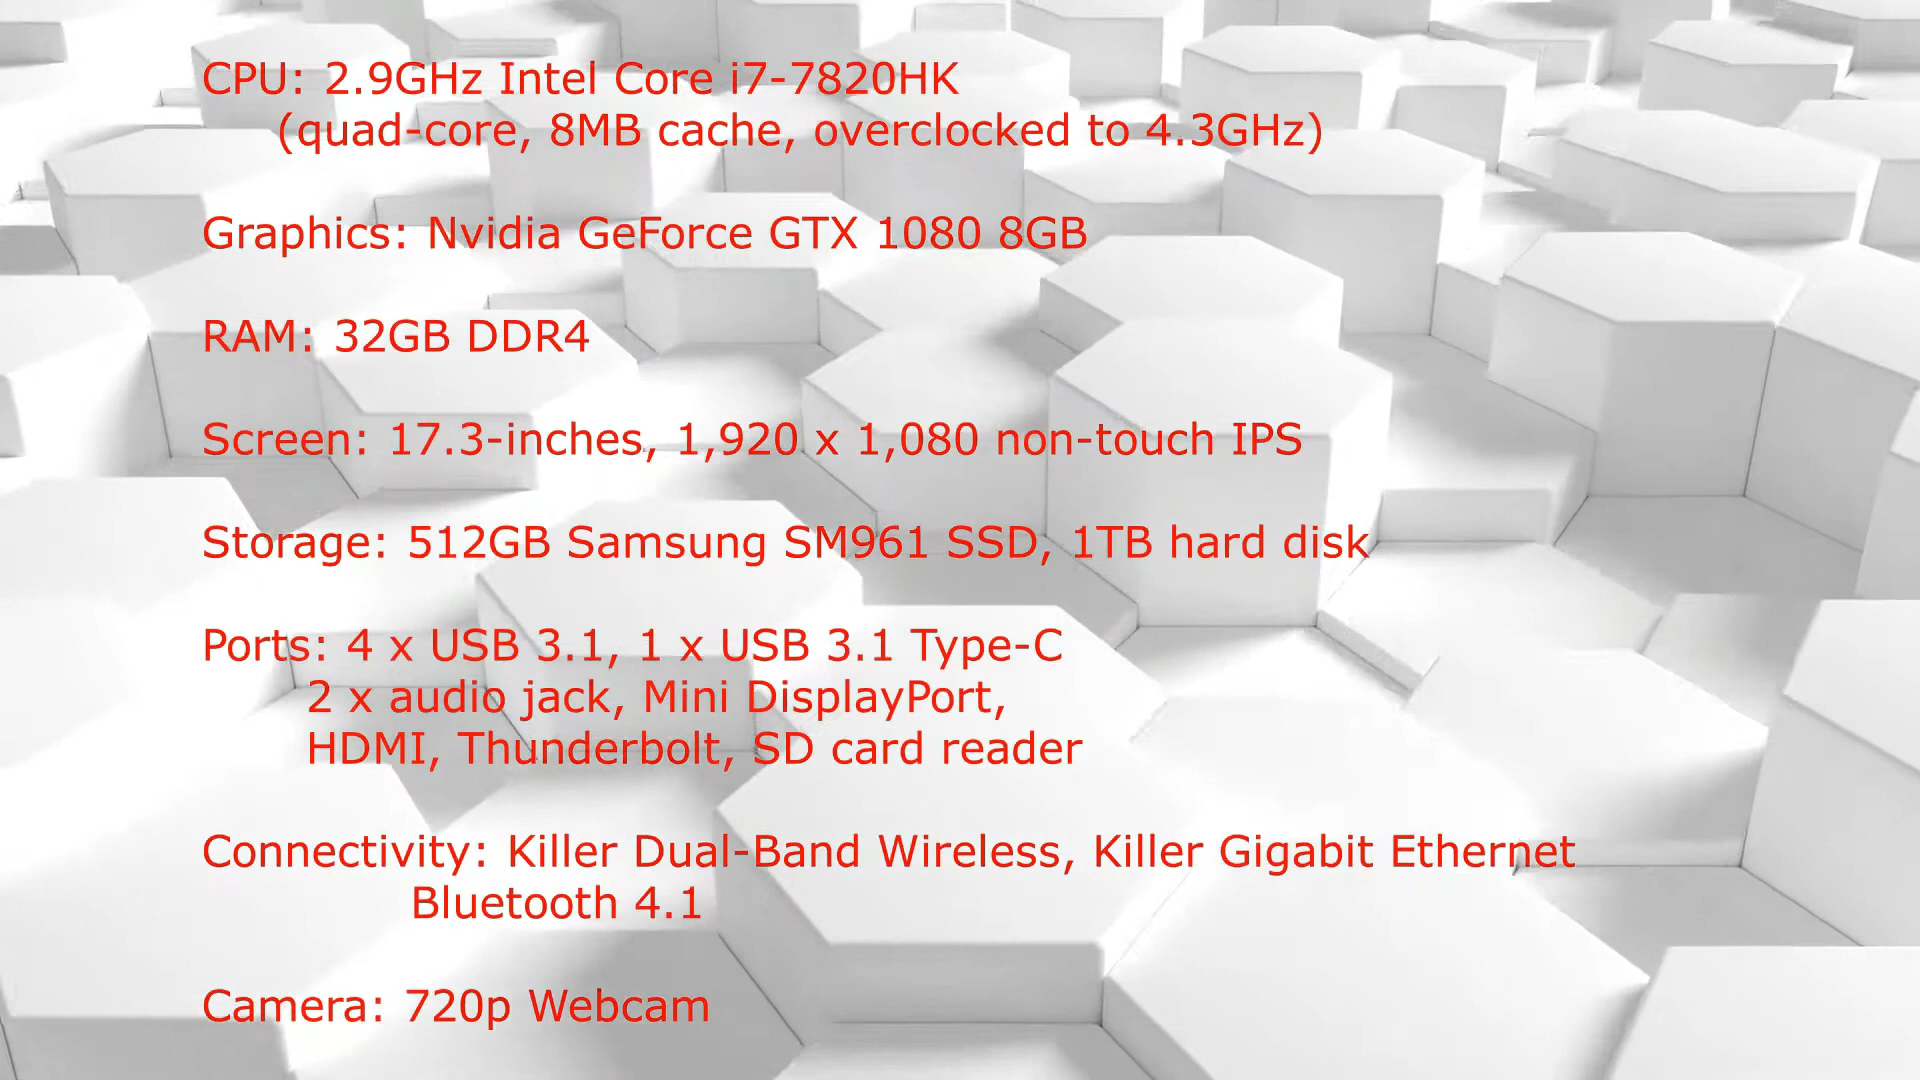 CPU: 2.9GHz Intel Core i7-7820HK
(quad-core, 8MB cache, overclocked to 4.3GHz)
Graphics: Nvidia GeForce GTX 1080 8GB
RAM: 32GB DDR4
Screen: 17.3-inches, 1,920 x 1,080 non-touch IPS
Storage: 512GB Samsung SM961 SSD, 1TB hard disk
Ports: 4 x USB 3.1, 1 x USB 3.1 Type-C
2 x audio jack, Mini DisplayPort,
HDMI, Thunderbolt, SD card reader
Connectivity: Killer Dual-Band Wireless, Killer Gigabit Ethernet
Bluetooth 4.1
Camera: 720p Webcam